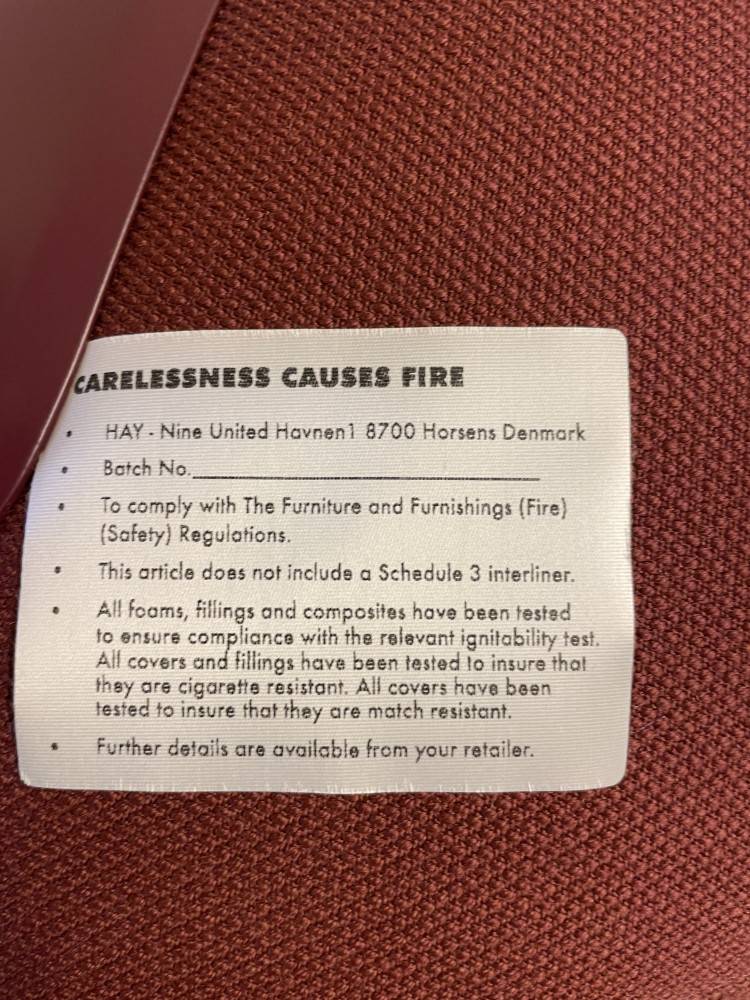 CARELESSNESS CAUSES FIRE
• HAY - Nine United Havnen1 8700 Horsens Denmark
• Batch No.
• To comply with The Furniture and Furnishings (Fire)
(Safety) Regulations.
• This article does not include a Schedule 3 interliner.
• All foams, fillings and composites have been tested
to ensure compliance with the relevant ignitability test.
All covers and fillings have been tested to insure that
they are cigarette resistant. All covers have been
tested to insure that they are match resistant.
• Further details are available from your retailer.